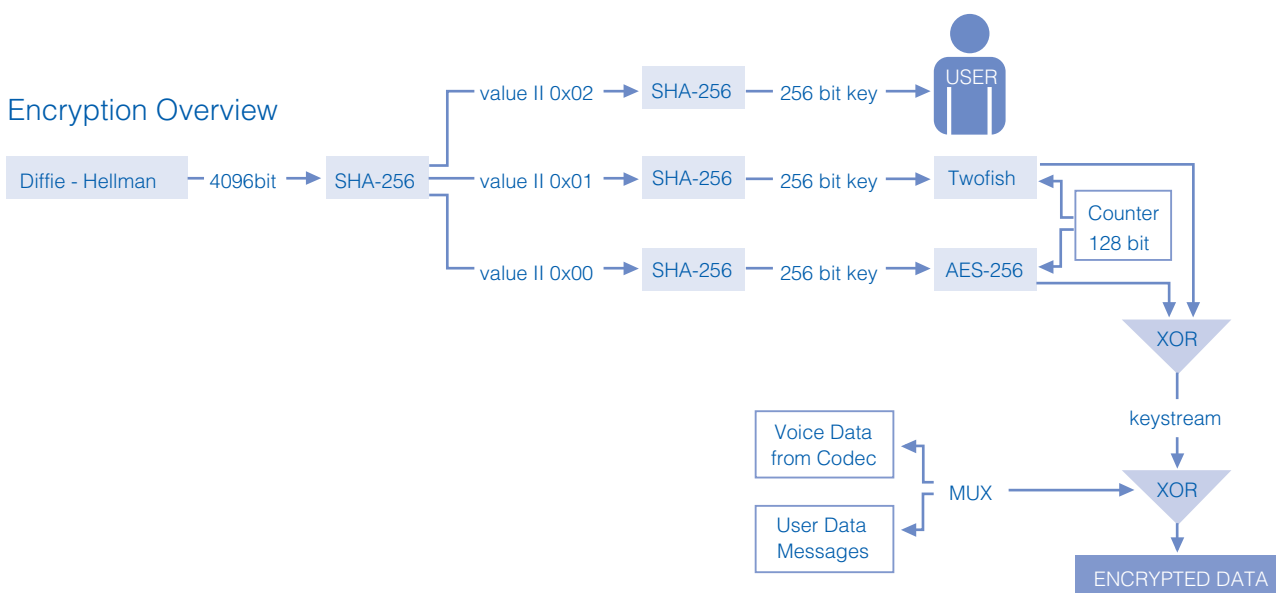 Encryption Overview
USER
value II 0x02
SHA-256
256 bit key
Diffie - Hellman
4096bit
SHA-256
value II 0x01
SHA-256
256 bit key
Twofish
Counter
128 bit
value II 0x00
SHA-256
256 bit key
AES-256
XOR
keystream
Voice Data
from Codec
MUX
XOR
User Data
Messages
ENCRYPTED DATA